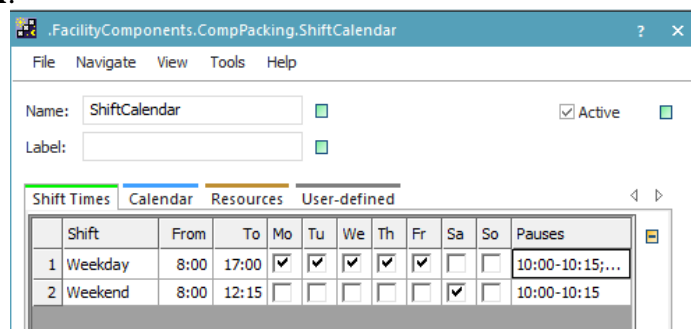 .FacilityComponents.CompPacking.ShiftCalendar ? ×
File Navigate View Tools Help
Name: ShiftCalendar Active
Label:
Shift Times Calendar Resources User-defined
Shift From To Mo Tu We Th Fr Sa So Pauses
1 Weekday 8:00 17:00 10:00-10:15;...
2 Weekend 8:00 12:15 10:00-10:15